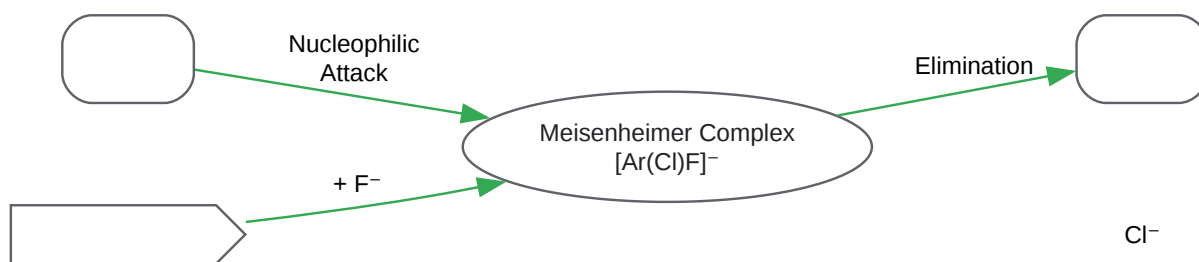 Nucleophilic
Attack
Elimination
Meisenheimer Complex
[Ar(Cl)F]⁻
+ F⁻
Cl⁻